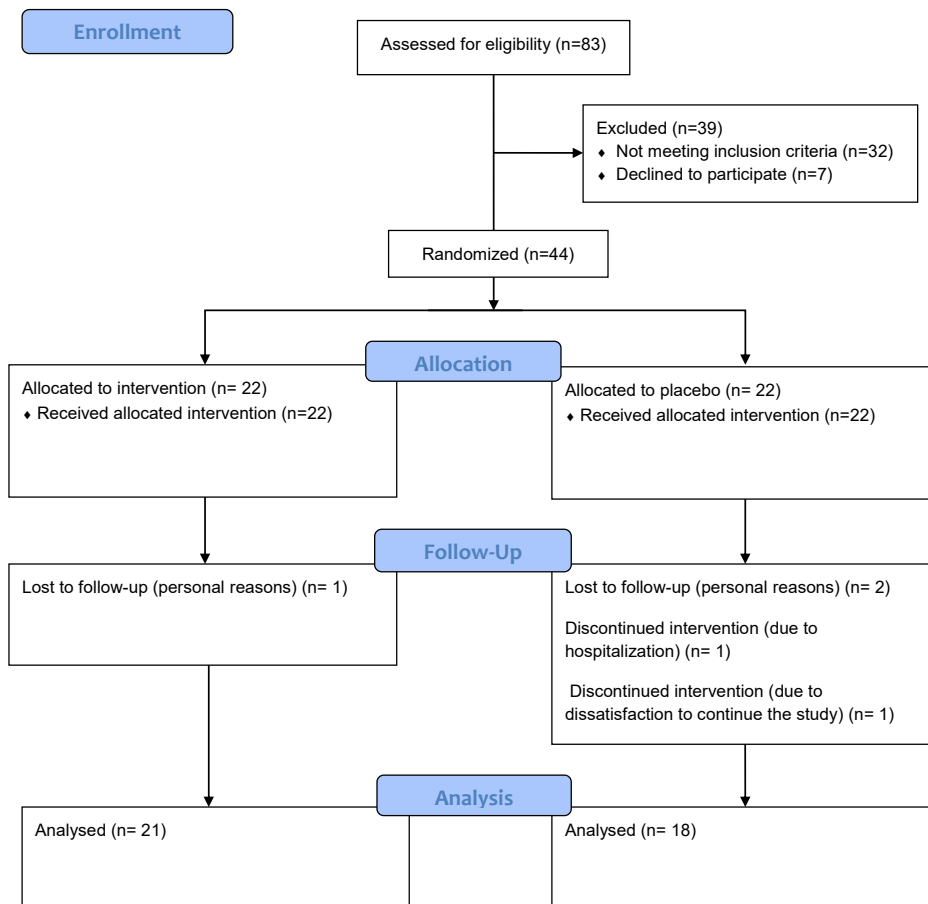 Enrollment
Assessed for eligibility (n=83)
Excluded (n=39)
♦ Not meeting inclusion criteria (n=32)
♦ Declined to participate (n=7)
Randomized (n=44)
Allocation
Allocated to intervention (n= 22)
♦ Received allocated intervention (n=22)
Allocated to placebo (n= 22)
♦ Received allocated intervention (n=22)
Follow-Up
Lost to follow-up (personal reasons) (n= 1)
Lost to follow-up (personal reasons) (n= 2)
Discontinued intervention (due to
hospitalization) (n= 1)
Discontinued intervention (due to
dissatisfaction to continue the study) (n= 1)
Analysis
Analysed (n= 21)
Analysed (n= 18)